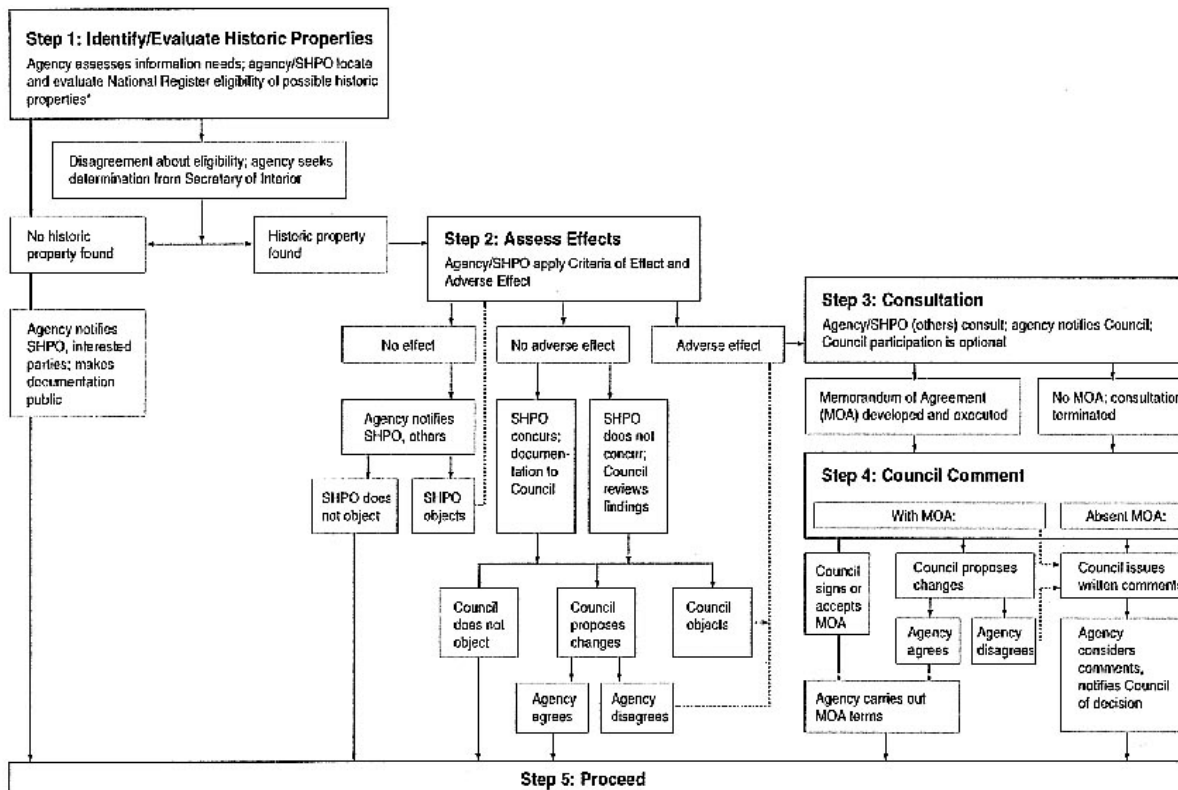 Step 1: Identify/Evaluate Historic Properties
Agency assesses information needs; agency/SHPO locate
and evaluate National Register eligibility of possible historic
properties*
Disagreement about eligibility; agency seeks
determination from Secretary of Interior
No historic
property found
Historic property
found
Step 2: Assess Effects
Agency/SHPO apply Criteria of Effect and
Adverse Effect
Agency notifies
SHPO, interested
parties; makes
documentation
public
No effect
No adverse effect
Adverse effect
Step 3: Consultation
Agency/SHPO (others) consult; agency notifies Council;
Council participation is optional
Agency notifies
SHPO, others
SHPO
concurs;
documen-
tation to
Council
SHPO
does not
concur;
Council
reviews
findings
Memorandum of Agreement
(MOA) developed and executed
No MOA; consultation
terminated
SHPO does
not object
SHPO
objects
Step 4: Council Comment
With MOA:
Absent MOA:
Council
does not
object
Council
proposes
changes
Council
objects
Council
signs or
accepts
MOA
Council proposes
changes
Council issues
written comments
Agency
agrees
Agency
disagrees
Agency
considers
comments,
notifies Council
of decision
Agency
agrees
Agency
disagrees
Agency carries out
MOA terms
Step 5: Proceed